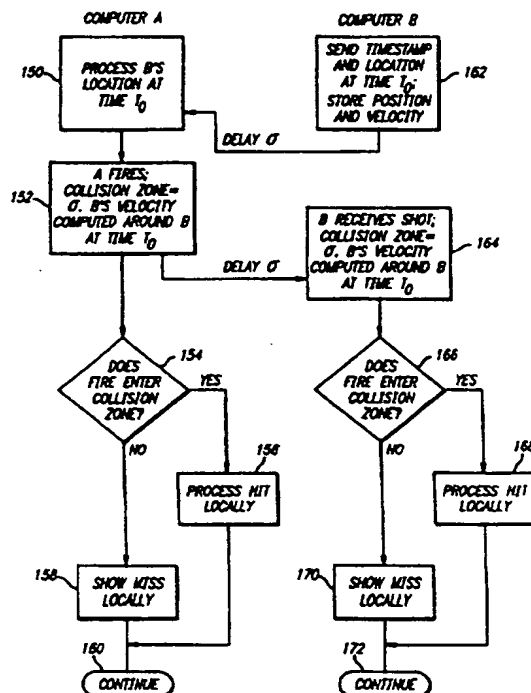 COMPUTER A
COMPUTER B
150
PROCESS B'S
LOCATION AT
TIME T0
SEND TIMESTAMP
AND LOCATION
AT TIME T0;
STORE POSITION
AND VELOCITY
162
DELAY σ
152
A FIRES;
COLLISION ZONE=
σ. B'S VELOCITY
COMPUTED AROUND B
AT TIME T0
DELAY σ
B RECEIVES SHOT;
COLLISION ZONE=
σ. B'S VELOCITY
COMPUTED AROUND B
AT TIME T0
164
154
DOES
FIRE ENTER
COLLISION
ZONE?
YES
NO
156
PROCESS HIT
LOCALLY
166
DOES
FIRE ENTER
COLLISION
ZONE?
YES
NO
168
PROCESS HIT
LOCALLY
158
SHOW MISS
LOCALLY
170
SHOW MISS
LOCALLY
160
CONTINUE
172
CONTINUE